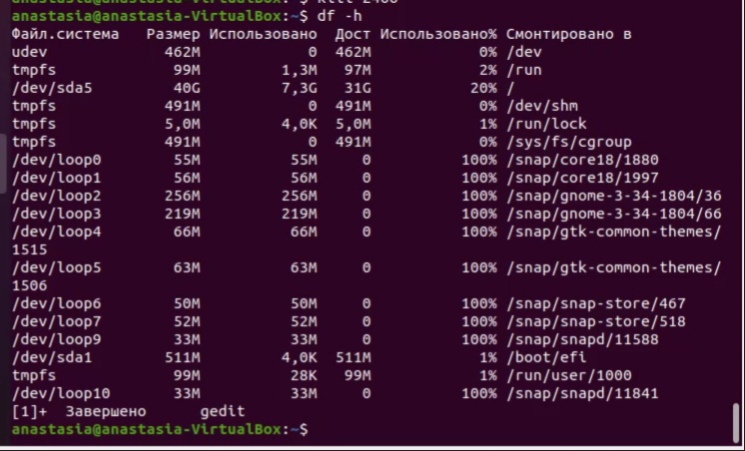 anastasia@anastasia-VirtualBox:~$ df -h
Файл.система Размер Использовано Дост Использовано% Смонтировано в
udev 462M 0 462M 0% /dev
tmpfs 99M 1,3M 97M 2% /run
/dev/sda5 40G 7,3G 31G 20% /
tmpfs 491M 0 491M 0% /dev/shm
tmpfs 5,0M 4,0K 5,0M 1% /run/lock
tmpfs 491M 0 491M 0% /sys/fs/cgroup
/dev/loop0 55M 55M 0 100% /snap/core18/1880
/dev/loop1 56M 56M 0 100% /snap/core18/1997
/dev/loop2 256M 256M 0 100% /snap/gnome-3-34-1804/36
/dev/loop3 219M 219M 0 100% /snap/gnome-3-34-1804/66
/dev/loop4 66M 66M 0 100% /snap/gtk-common-themes/
1515
/dev/loop5 63M 63M 0 100% /snap/gtk-common-themes/
1506
/dev/loop6 50M 50M 0 100% /snap/snap-store/467
/dev/loop7 52M 52M 0 100% /snap/snap-store/518
/dev/loop9 33M 33M 0 100% /snap/snapd/11588
/dev/sda1 511M 4,0K 511M 1% /boot/efi
tmpfs 99M 28K 99M 1% /run/user/1000
/dev/loop10 33M 33M 0 100% /snap/snapd/11841
[1]+ Завершено gedit
anastasia@anastasia-VirtualBox:~$